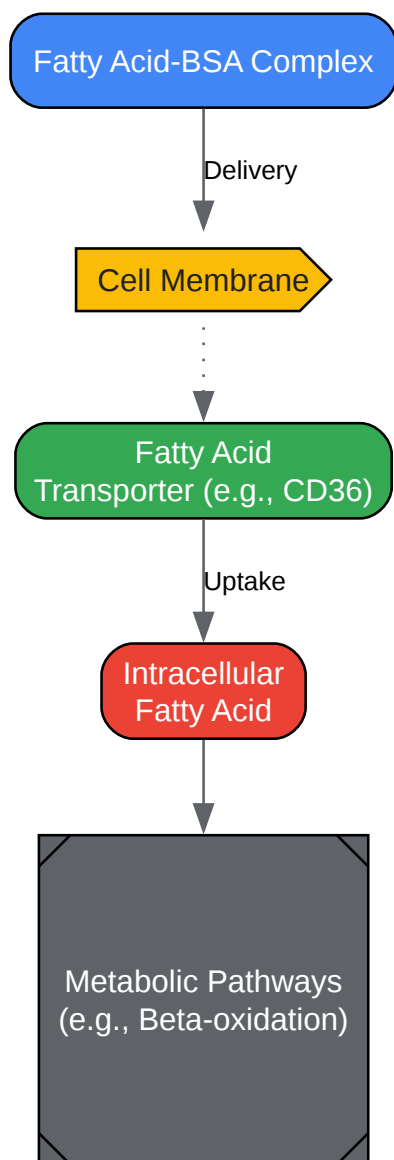 Fatty Acid-BSA Complex
Delivery
Cell Membrane
Fatty Acid
Transporter (e.g., CD36)
Uptake
Intracellular
Fatty Acid
Metabolic Pathways
(e.g., Beta-oxidation)